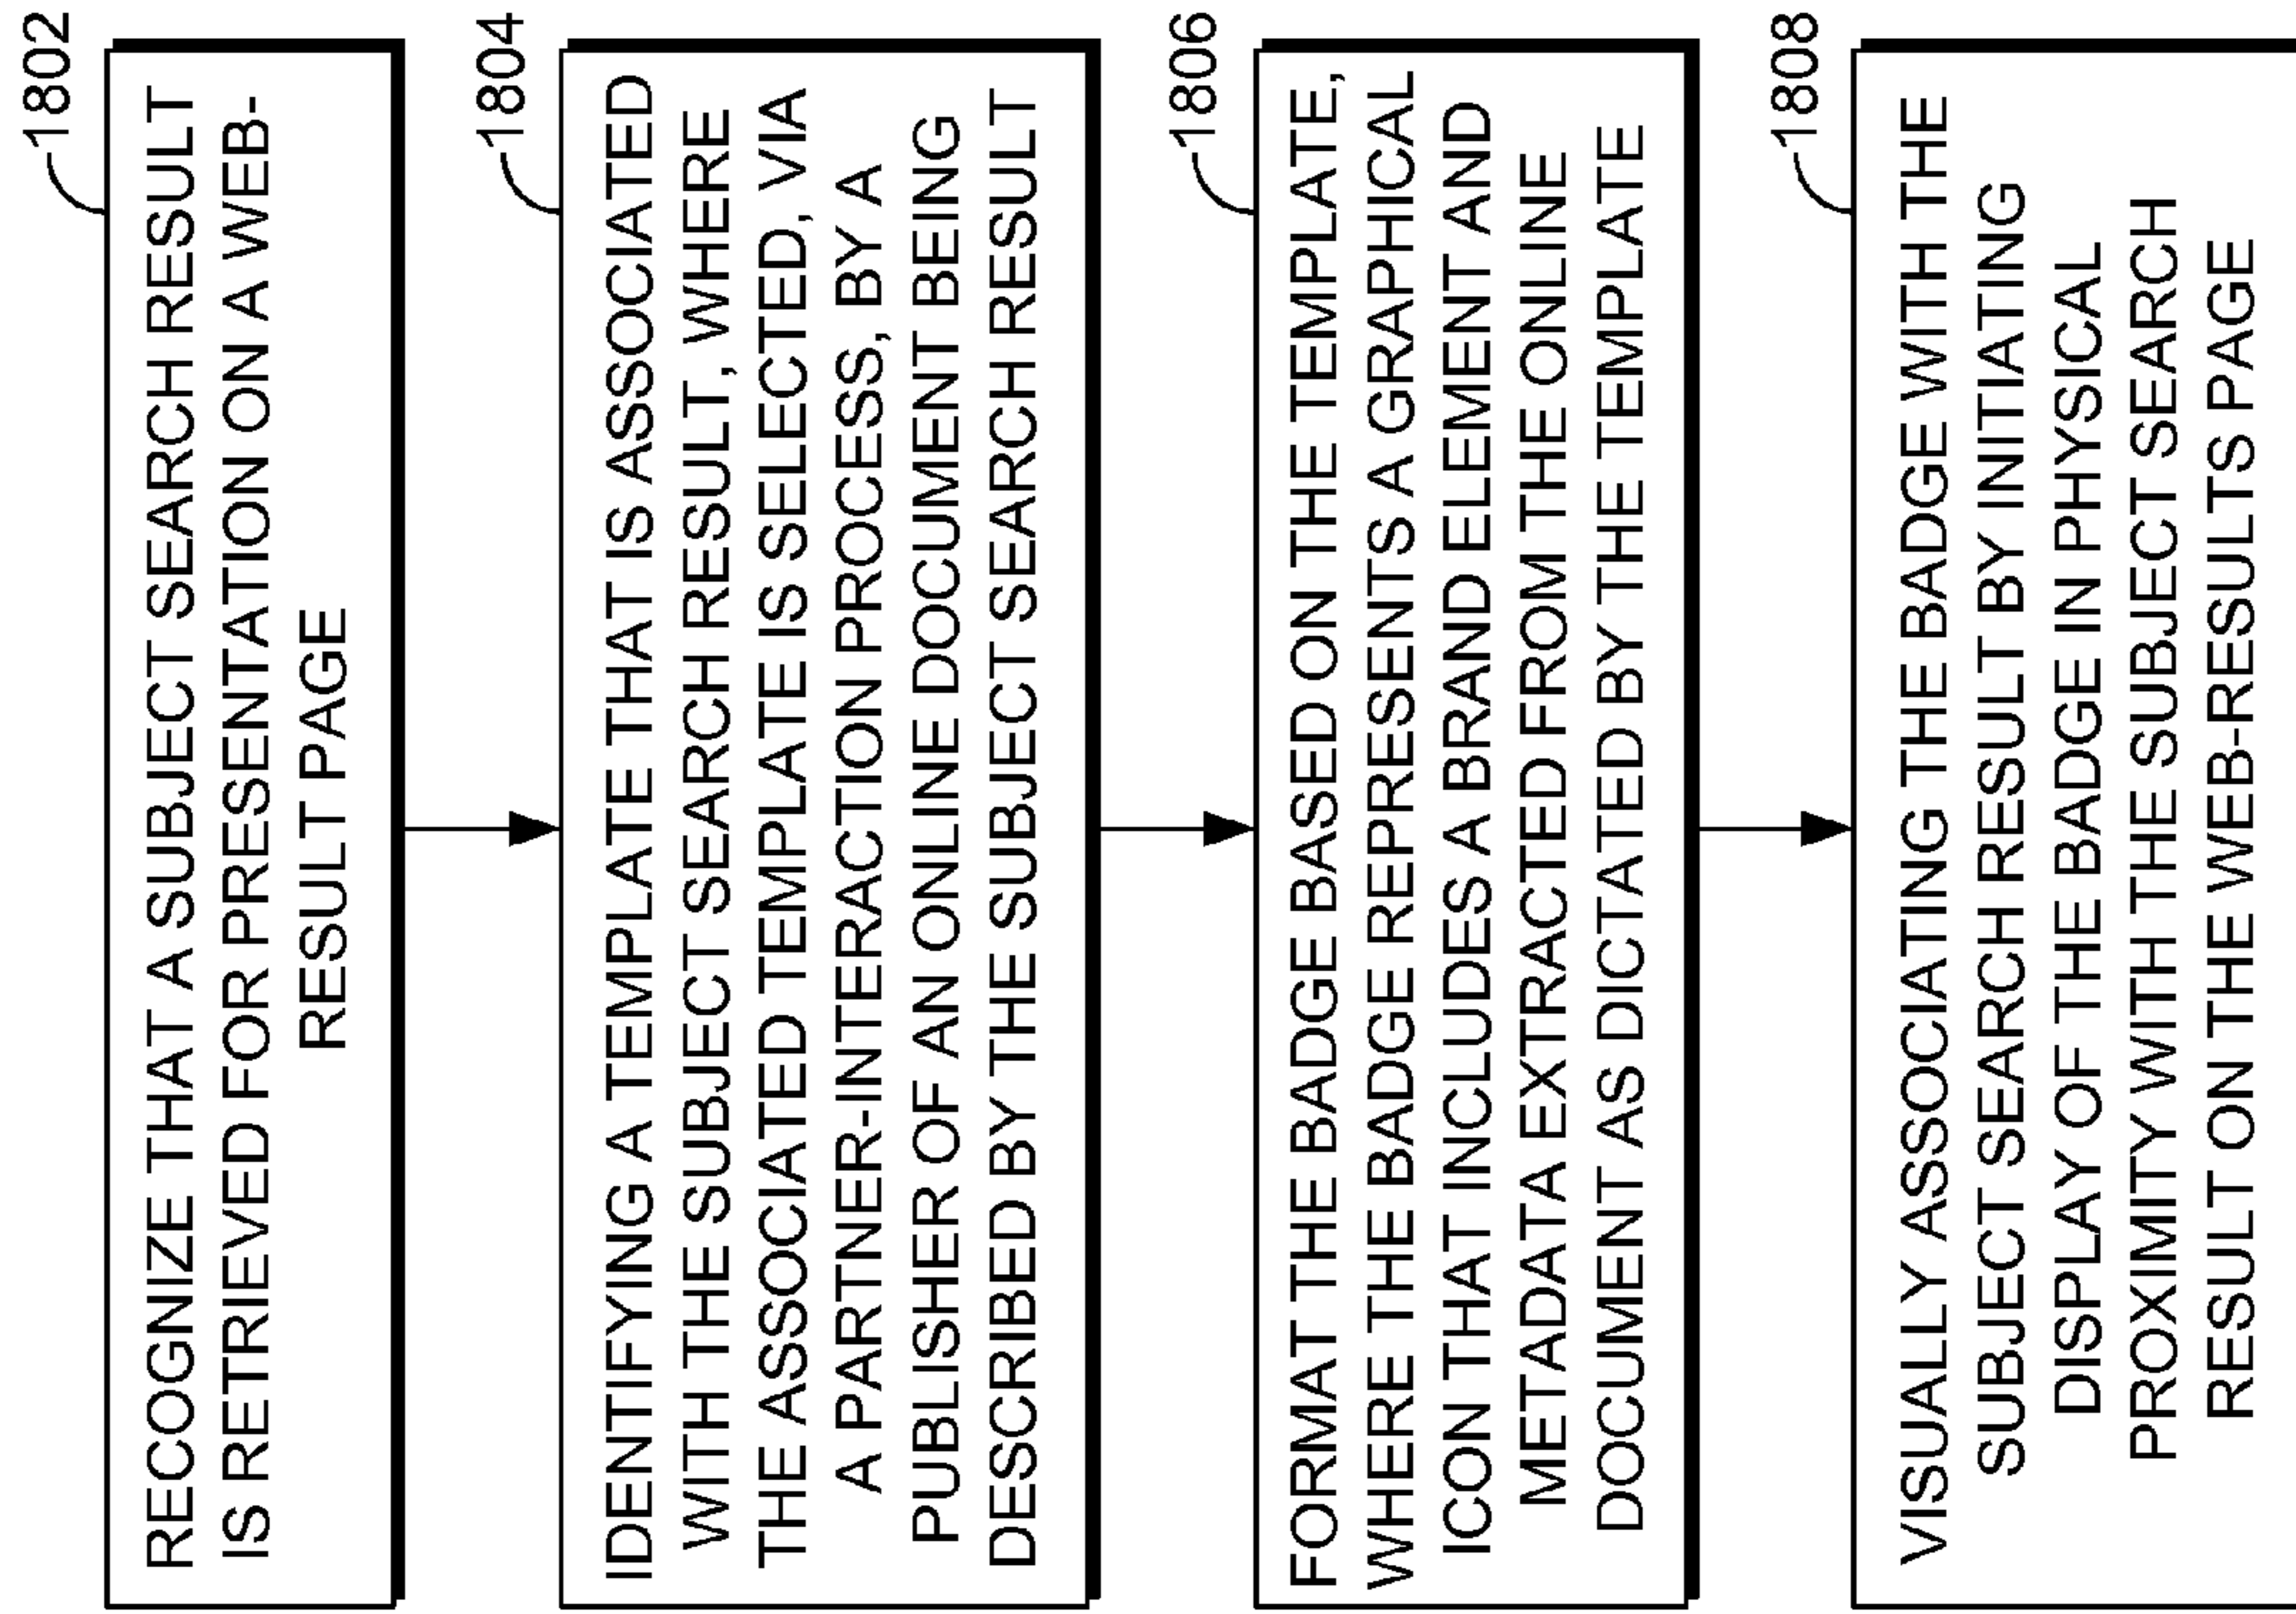 1802
RECOGNIZE THAT A SUBJECT SEARCH RESULT
IS RETRIEVED FOR PRESENTATION ON A WEB-
RESULT PAGE
1804
IDENTIFYING A TEMPLATE THAT IS ASSOCIATED
WITH THE SUBJECT SEARCH RESULT, WHERE
THE ASSOCIATED TEMPLATE IS SELECTED, VIA
A PARTNER-INTERACTION PROCESS, BY A
PUBLISHER OF AN ONLINE DOCUMENT BEING
DESCRIBED BY THE SUBJECT SEARCH RESULT
1806
FORMAT THE BADGE BASED ON THE TEMPLATE,
WHERE THE BADGE REPRESENTS A GRAPHICAL
ICON THAT INCLUDES A BRAND ELEMENT AND
METADATA EXTRACTED FROM THE ONLINE
DOCUMENT AS DICTATED BY THE TEMPLATE
1808
VISUALLY ASSOCIATING THE BADGE WITH THE
SUBJECT SEARCH RESULT BY INITIATING
DISPLAY OF THE BADGE IN PHYSICAL
PROXIMITY WITH THE SUBJECT SEARCH
RESULT ON THE WEB-RESULTS PAGE